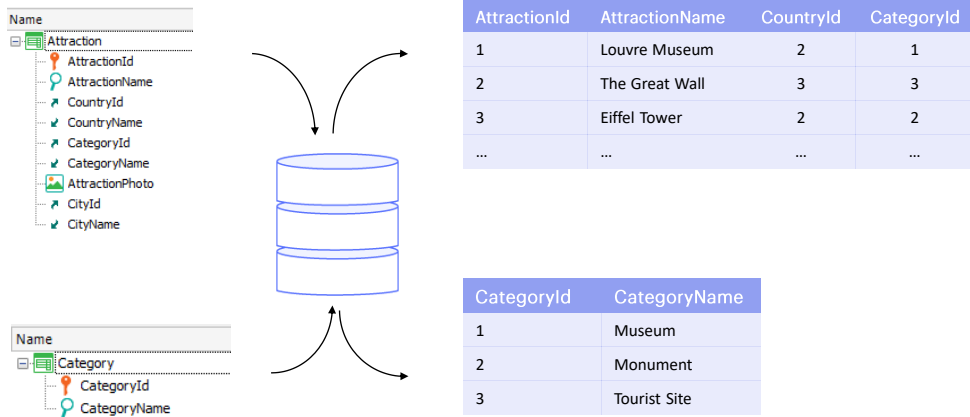 Name
Attraction
AttractionId
AttractionName
CountryId
CountryName
CategoryId
CategoryName
AttractionPhoto
CityId
CityName
AttractionId AttractionName CountryId CategoryId
1 Louvre Museum 2 1
2 The Great Wall 3 3
3 Eiffel Tower 2 2
... ... ... ...
Name
Category
CategoryId
CategoryName
CategoryId CategoryName
1 Museum
2 Monument
3 Tourist Site